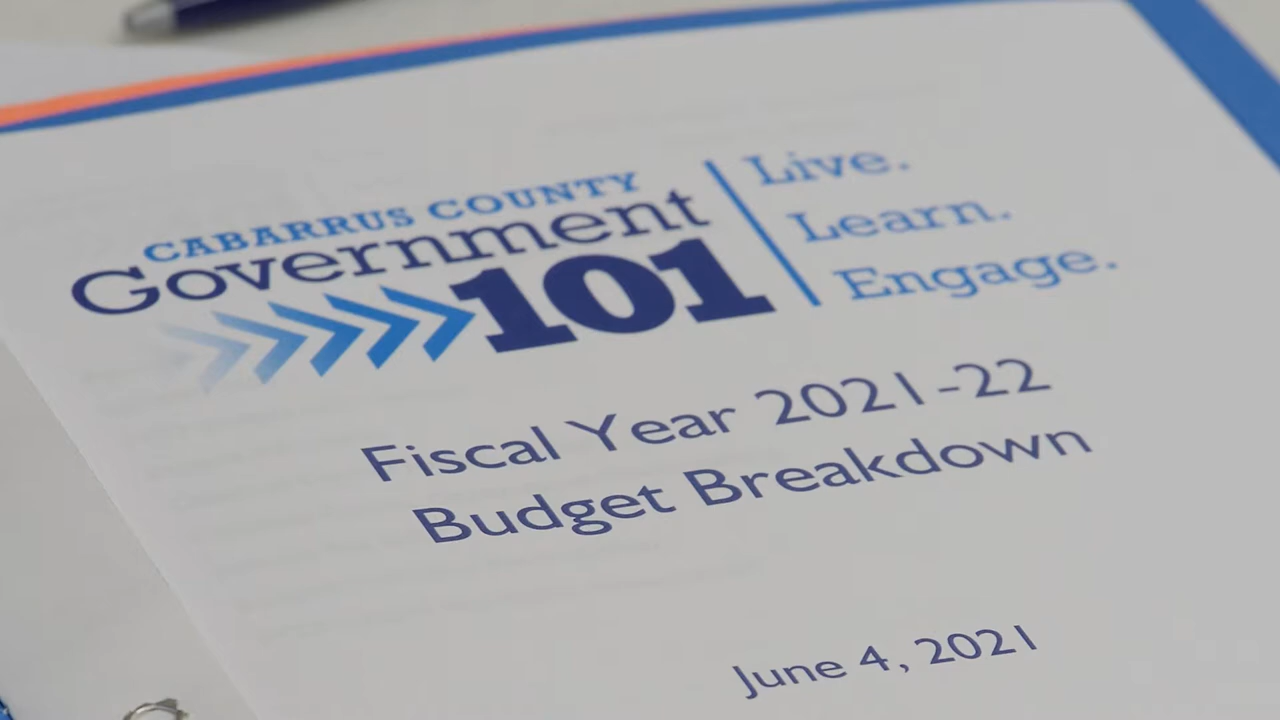 CABARRUS COUNTY
Government
101
Live.
Learn.
Engage.
Fiscal Year 2021-22
Budget Breakdown
June 4, 2021